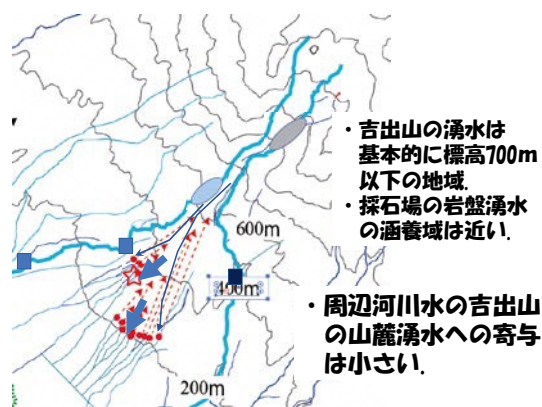 ・吉出山の湧水は
基本的に標高700m
以下の地域.
・採石場の岩盤湧水
の涵養域は近い.
600m
400m
・周辺河川水の吉出山
の山麓湧水への寄与
は小さい.
200m